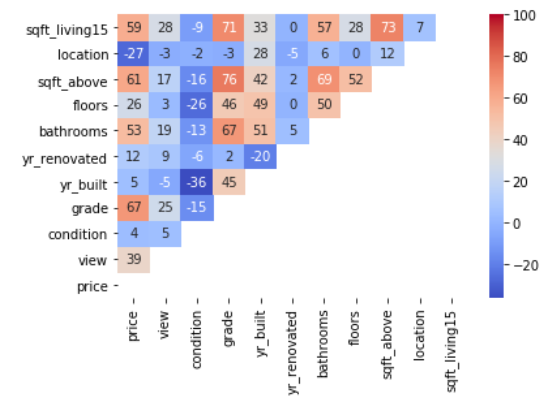 sqft_living15 59 28 -9 71 33 0 57 28 73 7
location -27 -3 -2 -3 28 -5 6 0 12
sqft_above 61 17 -16 76 42 2 69 52
floors 26 3 -26 46 49 0 50
bathrooms 53 19 -13 67 51 5
yr_renovated 12 9 -6 2 -20
yr_built 5 -5 -36 45
grade 67 25 -15
condition 4 5
view 39
price
price view condition grade yr_built yr_renovated bathrooms floors sqft_above location sqft_living15
100
80
60
40
20
0
−20